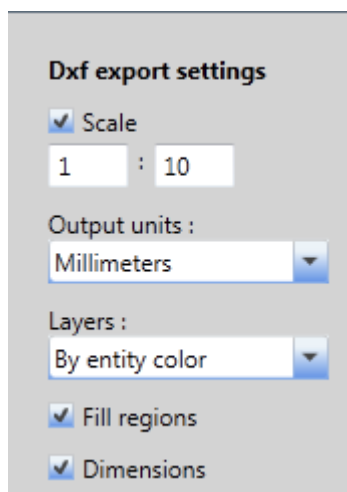 Dxf export settings
Scale
1 : 10
Output units :
Millimeters
Layers :
By entity color
Fill regions
Dimensions